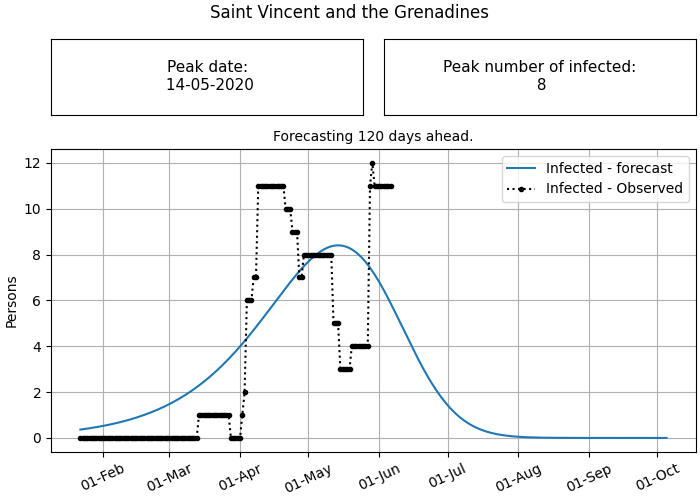 Saint Vincent and the Grenadines
Peak date:
14-05-2020
Peak number of infected:
8
Forecasting 120 days ahead.
Infected - forecast
Infected - Observed
Persons
12
10
8
6
4
2
0
01-Feb
01-Mar
01-Apr
01-May
01-Jun
01-Jul
01-Aug
01-Sep
01-Oct